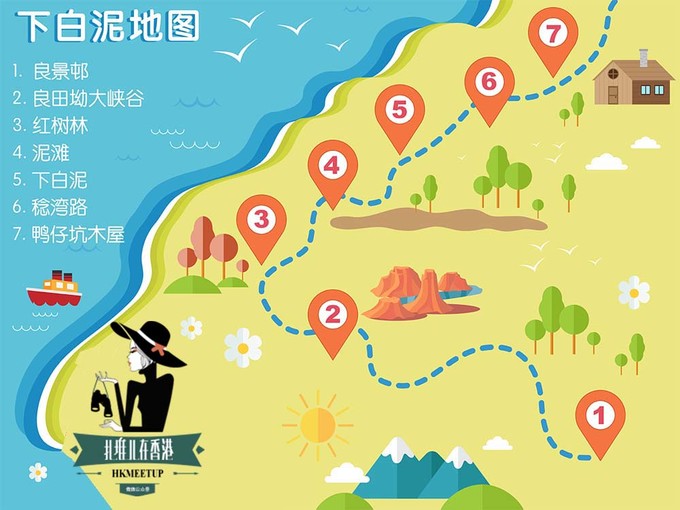 下白泥地图
1. 良景邨
2. 良田坳大峡谷
3. 红树林
4. 泥滩
5. 下白泥
6. 稔湾路
7. 鸭仔坑木屋
7
6
5
4
3
2
1
扎堆儿在香港
HKMEETUP